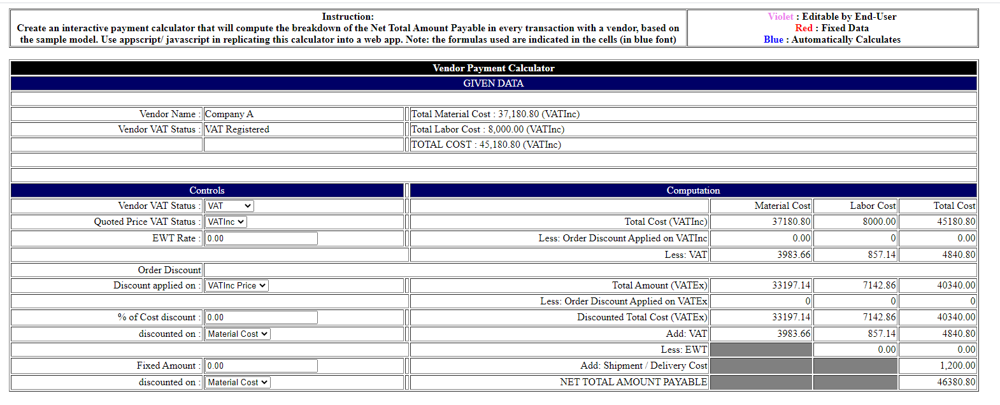 Instruction:
Create an interactive payment calculator that will compute the breakdown of the Net Total Amount Payable in every transaction with a vendor, based on
the sample model. Use appscript/ javascript in replicating this calculator into a web app. Note: the formulas used are indicated in the cells (in blue font)
Violet : Editable by End-User
Red : Fixed Data
Blue : Automatically Calculates
Vendor Payment Calculator
GIVEN DATA
Vendor Name : Company A Total Material Cost : 37,180.80 (VATInc)
Vendor VAT Status : VAT Registered Total Labor Cost : 8,000.00 (VATInc)
TOTAL COST : 45,180.80 (VATInc)
Controls Computation
Vendor VAT Status : VAT Material Cost Labor Cost Total Cost
Quoted Price VAT Status : VATInc Total Cost (VATInc) 37180.80 8000.00 45180.80
EWT Rate : 0.00 Less: Order Discount Applied on VATInc 0.00 0 0.00
Less: VAT 3983.66 857.14 4840.80
Order Discount
Discount applied on : VATInc Price Total Amount (VATEx) 33197.14 7142.86 40340.00
Less: Order Discount Applied on VATEx 0 0 0
% of Cost discount : 0.00 Discounted Total Cost (VATEx) 33197.14 7142.86 40340.00
discounted on : Material Cost Add: VAT 3983.66 857.14 4840.80
Less: EWT 0.00 0.00
Fixed Amount : 0.00 Add: Shipment / Delivery Cost 1,200.00
discounted on : Material Cost NET TOTAL AMOUNT PAYABLE 46380.80